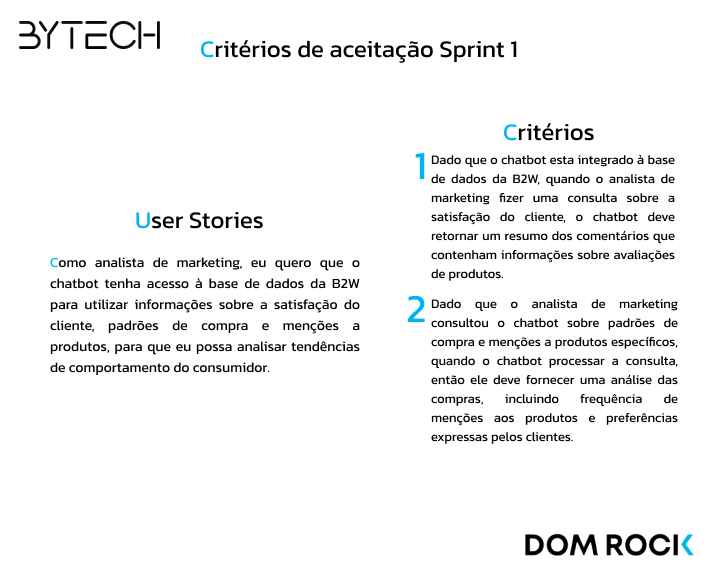 BYTECH
Critérios de aceitação Sprint 1
User Stories
Como analista de marketing, eu quero que o
chatbot tenha acesso à base de dados da B2W
para utilizar informações sobre a satisfação do
cliente, padrões de compra e menções a
produtos, para que eu possa analisar tendências
de comportamento do consumidor.
Critérios
1
Dado que o chatbot esta integrado à base
de dados da B2W, quando o analista de
marketing fizer uma consulta sobre a
satisfação do cliente, o chatbot deve
retornar um resumo dos comentários que
contenham informações sobre avaliações
de produtos.
2
Dado que o analista de marketing
consultou o chatbot sobre padrões de
compra e menções a produtos específicos,
quando o chatbot processar a consulta,
então ele deve fornecer uma análise das
compras, incluindo frequência de
menções aos produtos e preferências
expressas pelos clientes.
DOM ROCK